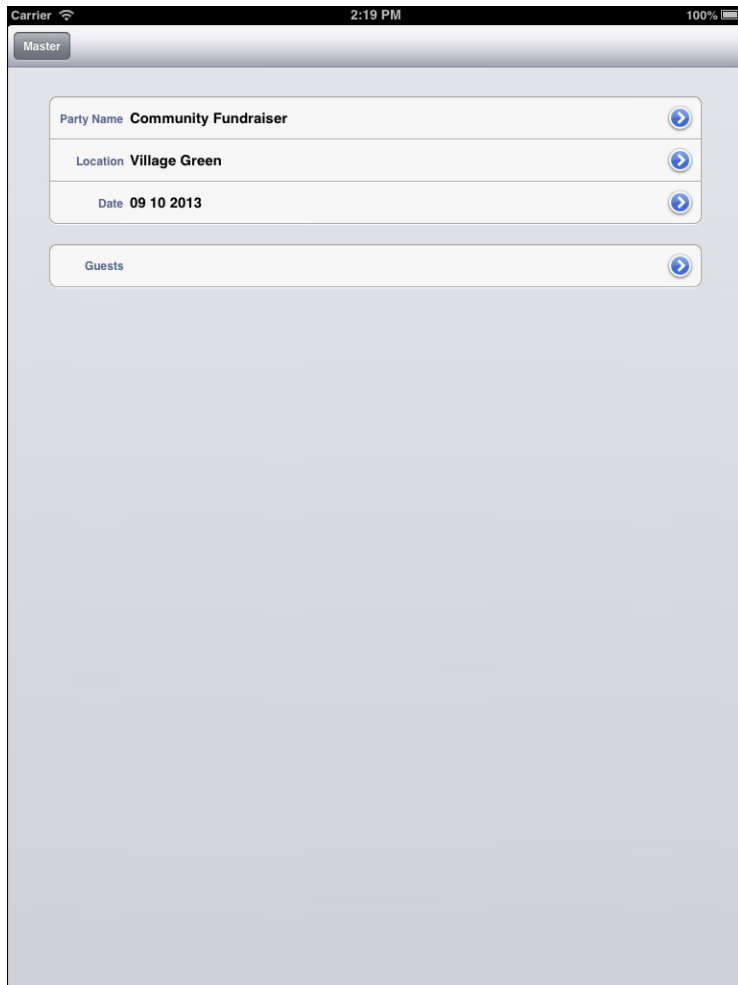 Carrier 2:19 PM 100%
Master
Party Name Community Fundraiser
Location Village Green
Date 09 10 2013
Guests